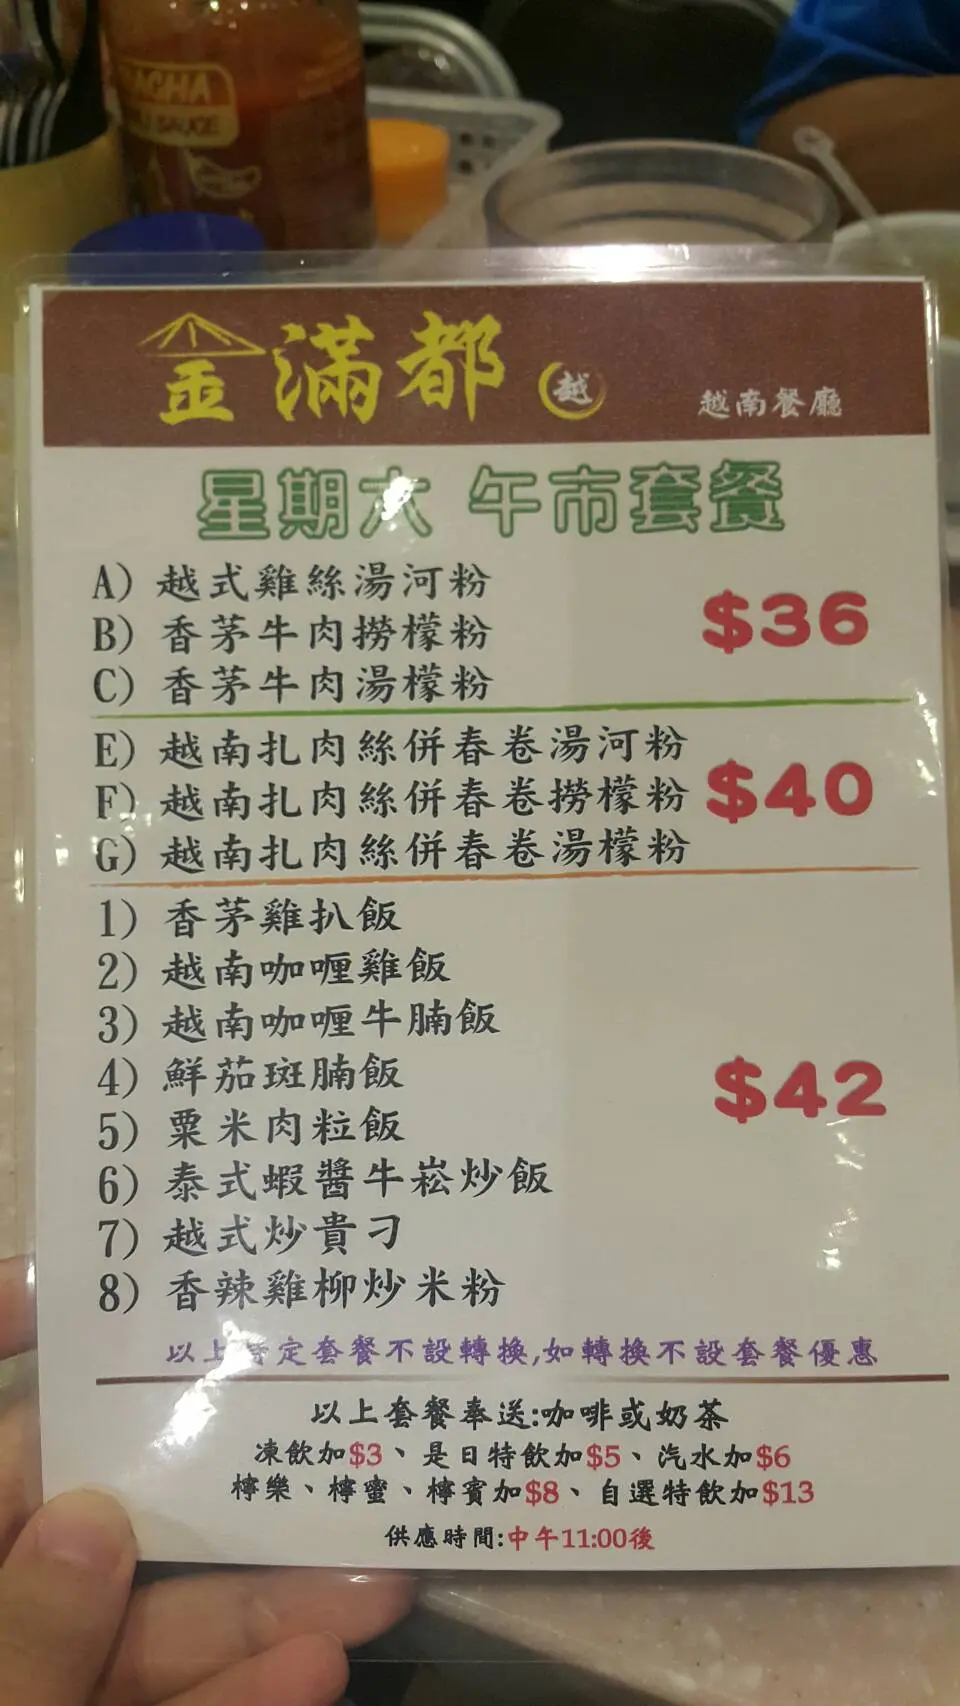 RACHA
LI SAUCE
金滿都 越 越南餐廳
星期六 午市套餐
A) 越式雞絲湯河粉
B) 香茅牛肉撈檬粉
C) 香茅牛肉湯檬粉
$36
E) 越南扎肉絲併春卷湯河粉
F) 越南扎肉絲併春卷撈檬粉
G) 越南扎肉絲併春卷湯檬粉
$40
1) 香茅雞扒飯
2) 越南咖喱雞飯
3) 越南咖喱牛腩飯
4) 鮮茄斑腩飯
5) 粟米肉粒飯
6) 泰式蝦醬牛崧炒飯
7) 越式炒貴刁
8) 香辣雞柳炒米粉
$42
以上特定套餐不設轉換,如轉換不設套餐優惠
以上套餐奉送:咖啡或奶茶
凍飲加$3、是日特飲加$5、汽水加$6
檸樂、檸蜜、檸賓加$8、自選特飲加$13
供應時間:中午11:00後